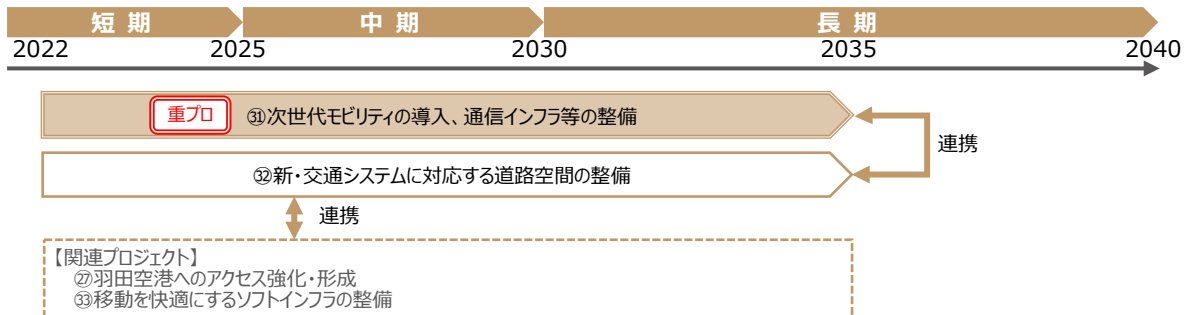 短 期 中 期 長 期
2022 2025 2030 2035 2040
重プロ ㉛次世代モビリティの導入、通信インフラ等の整備
連携
㉜新・交通システムに対応する道路空間の整備
連携
【関連プロジェクト】
㉗羽田空港へのアクセス強化・形成
㉝移動を快適にするソフトインフラの整備